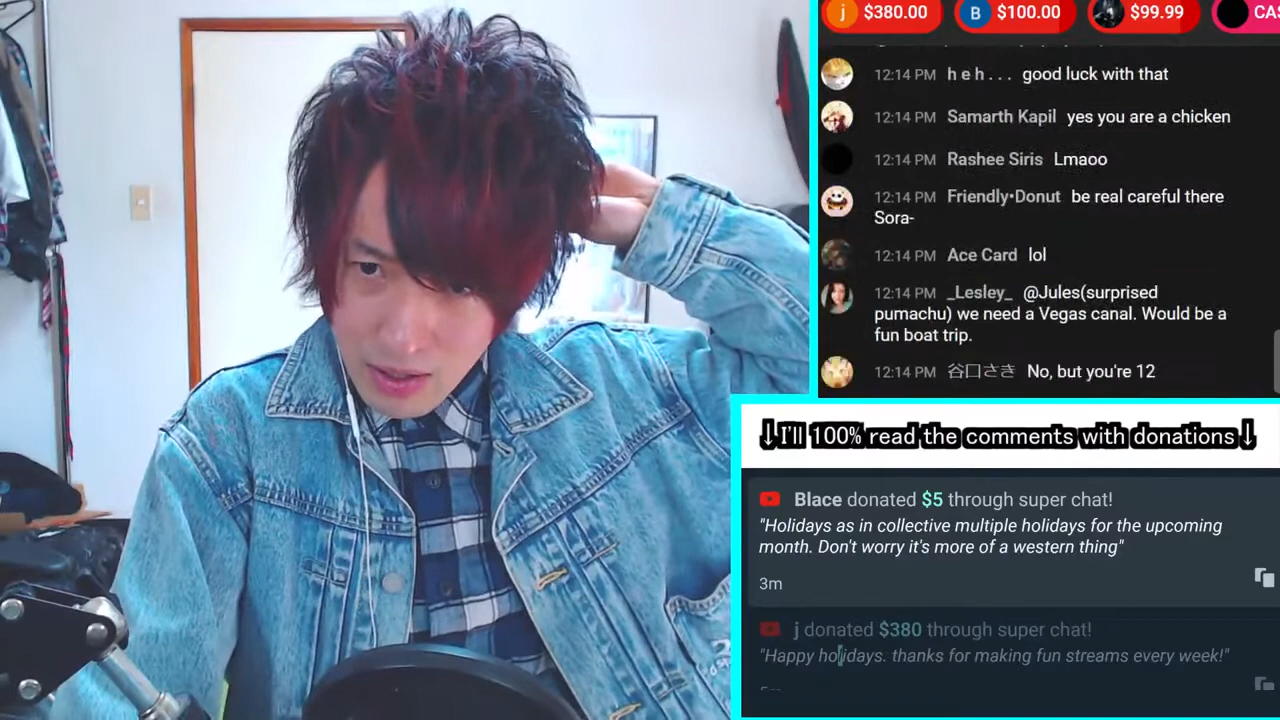 j $380.00 B $100.00 $99.99
12:14 PM h e h . . . good luck with that
12:14 PM Samarth Kapil yes you are a chicken
12:14 PM Rashee Siris Lmaoo
12:14 PM Friendly•Donut be real careful there
Sora-
12:14 PM Ace Card lol
12:14 PM _Lesley_ @Jules(surprised
pumachu) we need a Vegas canal. Would be a
fun boat trip.
12:14 PM 谷口さき No, but you're 12
↓I'll 100% read the comments with donations↓
Blace donated $5 through super chat!
"Holidays as in collective multiple holidays for the upcoming
month. Don't worry it's more of a western thing"
3m
j donated $380 through super chat!
"Happy holidays. thanks for making fun streams every week!"